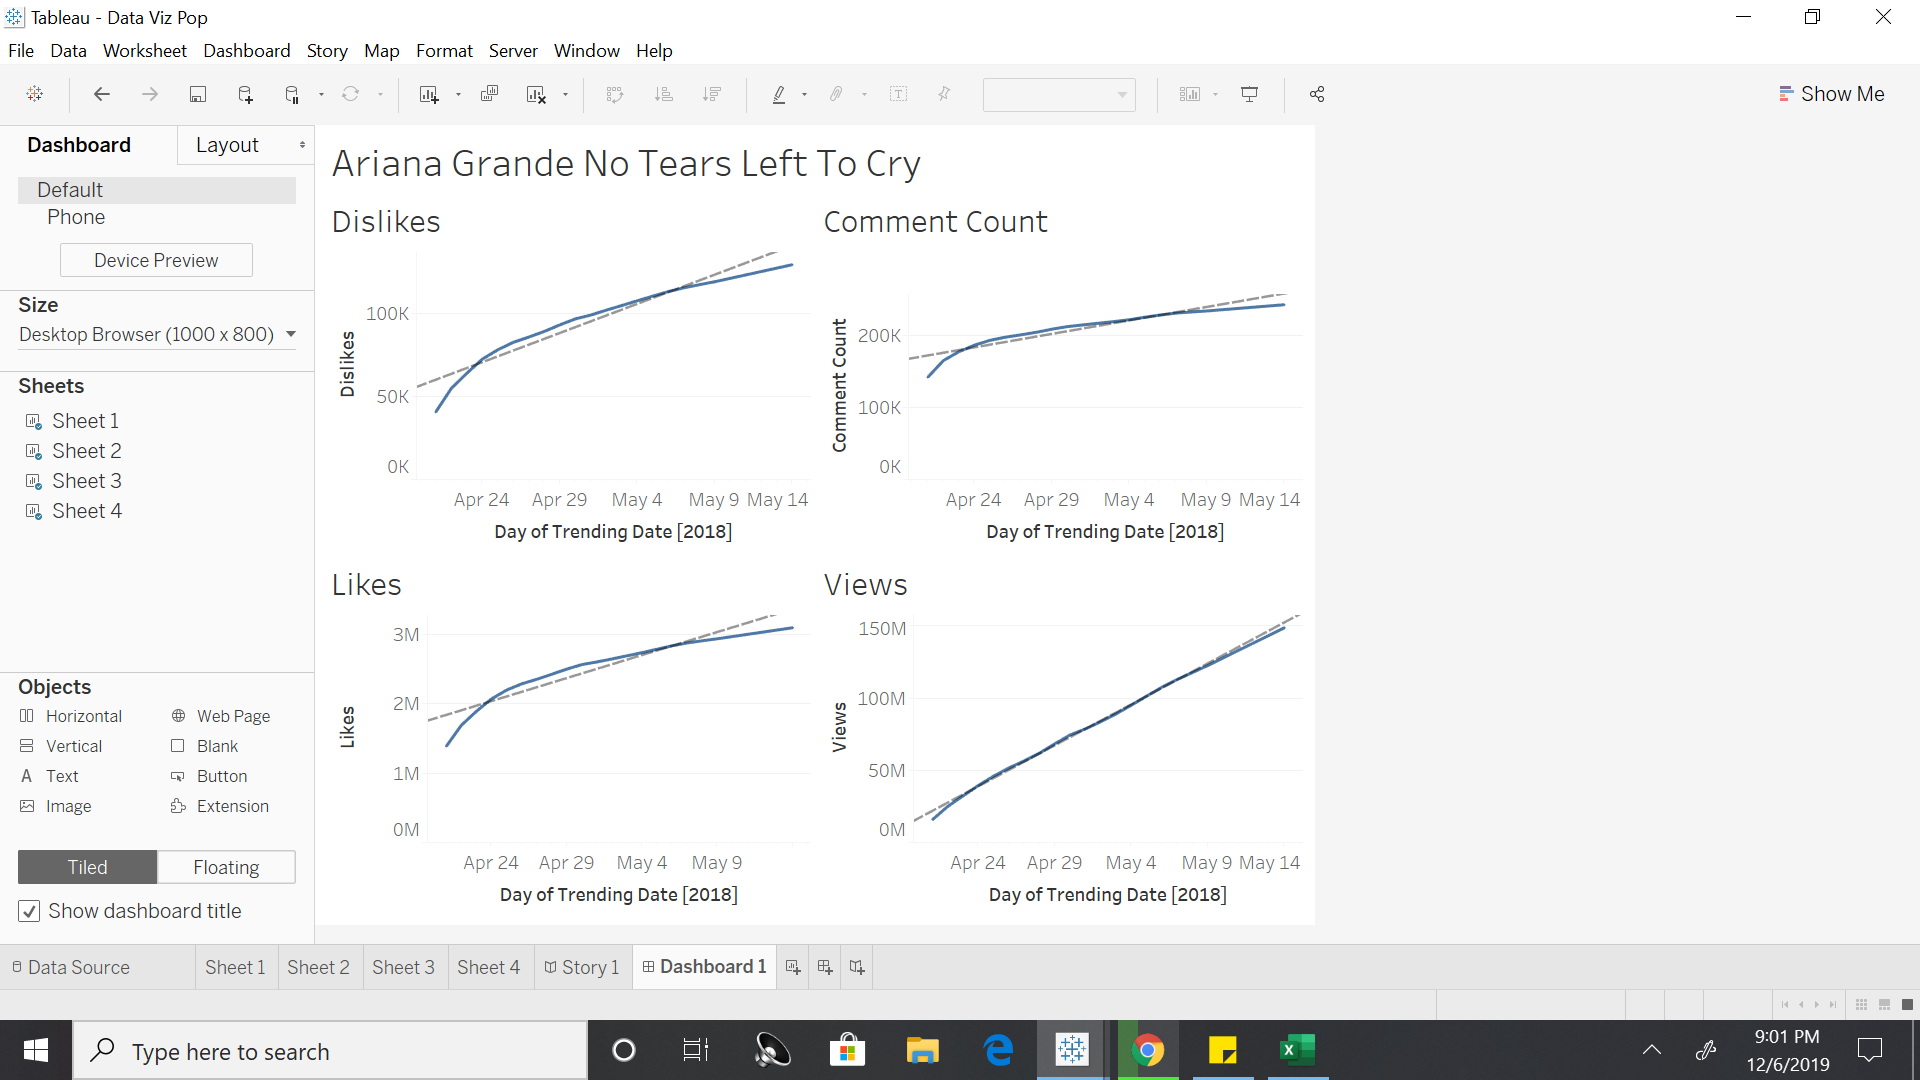 Tableau - Data Viz Pop
File Data Worksheet Dashboard Story Map Format Server Window Help
Show Me
Dashboard Layout
Default
Phone
Device Preview
Size
Desktop Browser (1000 x 800)
Sheets
Sheet 1
Sheet 2
Sheet 3
Sheet 4
Objects
Horizontal Web Page
Vertical Blank
A Text Button
Image Extension
Tiled Floating
Show dashboard title
Ariana Grande No Tears Left To Cry
Dislikes
100K
50K
0K
Dislikes
Apr 24 Apr 29 May 4 May 9 May 14
Day of Trending Date [2018]
Comment Count
200K
100K
0K
Comment Count
Apr 24 Apr 29 May 4 May 9 May 14
Day of Trending Date [2018]
Likes
3M
2M
1M
0M
Likes
Apr 24 Apr 29 May 4 May 9
Day of Trending Date [2018]
Views
150M
100M
50M
0M
Views
Apr 24 Apr 29 May 4 May 9 May 14
Day of Trending Date [2018]
Data Source Sheet 1 Sheet 2 Sheet 3 Sheet 4 Story 1 Dashboard 1
Type here to search
9:01 PM
12/6/2019